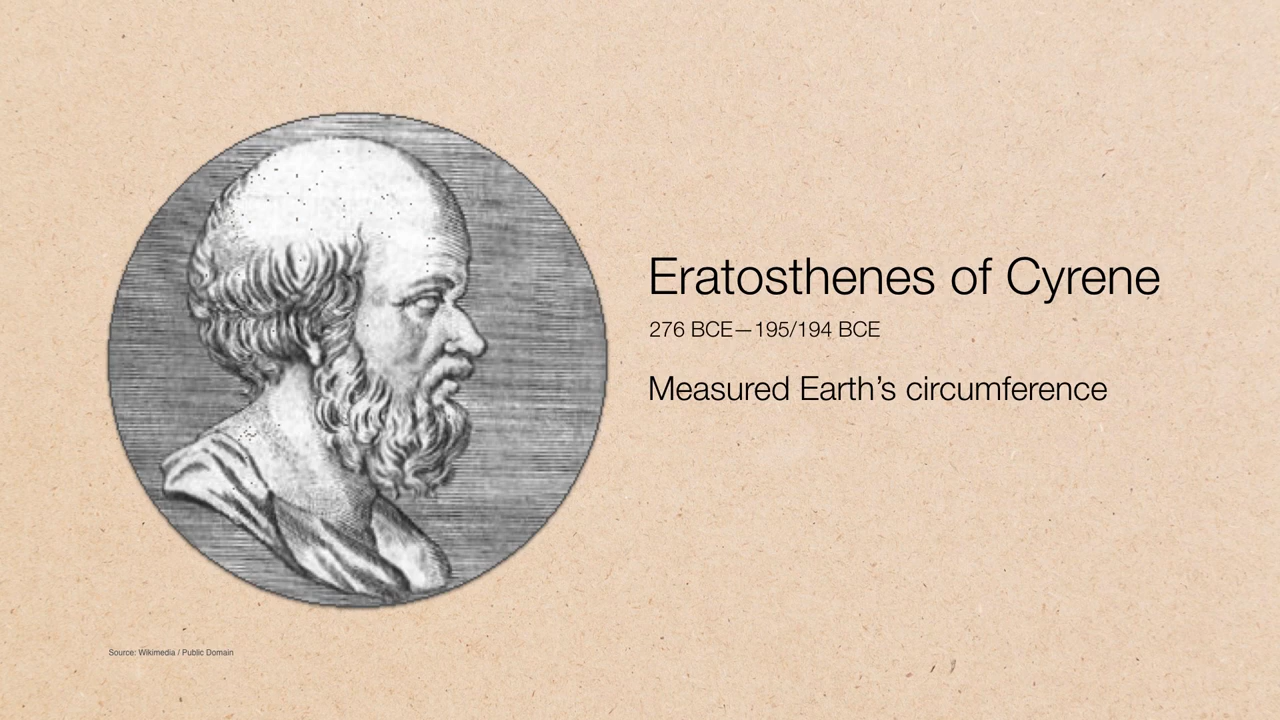 Eratosthenes of Cyrene
276 BCE—195/194 BCE
Measured Earth’s circumference
Source: Wikimedia / Public Domain